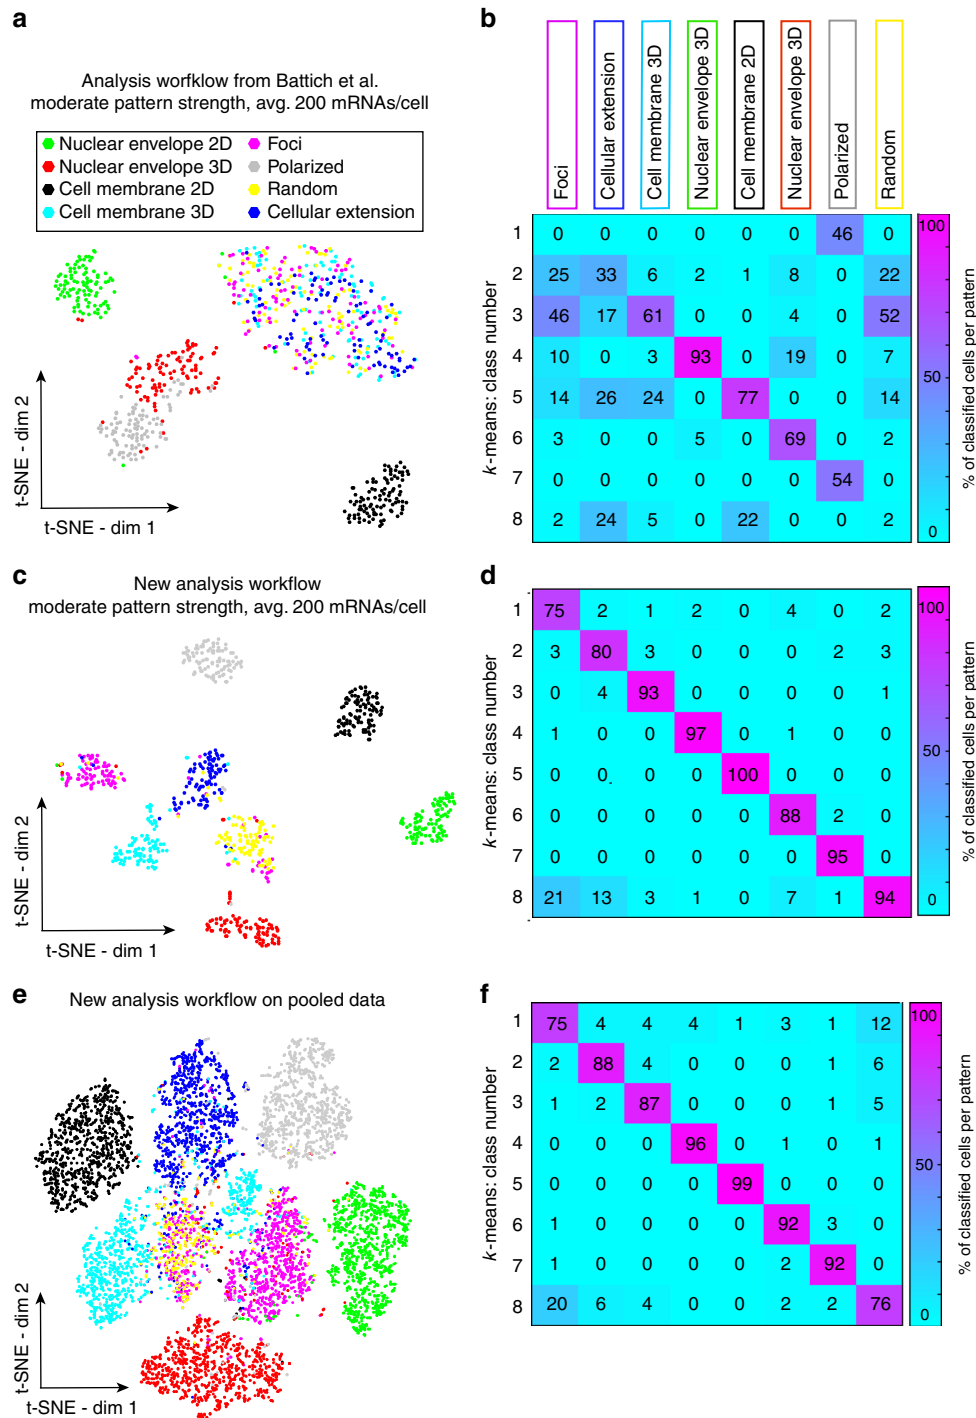 a
Analysis worfklow from Battich et al.
moderate pattern strength, avg. 200 mRNAs/cell
Nuclear envelope 2D
Nuclear envelope 3D
Cell membrane 2D
Cell membrane 3D
Foci
Polarized
Random
Cellular extension
t-SNE - dim 2
t-SNE - dim 1
b
Foci
Cellular extension
Cell membrane 3D
Nuclear envelope 3D
Cell membrane 2D
Nuclear envelope 3D
Polarized
Random
k-means: class number
1 0 0 0 0 0 0 46 0
2 25 33 6 2 1 8 0 22
3 46 17 61 0 0 4 0 52
4 10 0 3 93 0 19 0 7
5 14 26 24 0 77 0 0 14
6 3 0 0 5 0 69 0 2
7 0 0 0 0 0 0 54 0
8 2 24 5 0 22 0 0 2
100
50
0
% of classified cells per pattern
c
New analysis workflow
moderate pattern strength, avg. 200 mRNAs/cell
t-SNE - dim 2
t-SNE - dim 1
d
k-means: class number
1 75 2 1 2 0 4 0 2
2 3 80 3 0 0 0 2 3
3 0 4 93 0 0 0 0 1
4 1 0 0 97 0 1 0 0
5 0 0 0 0 100 0 0 0
6 0 0 0 0 0 88 2 0
7 0 0 0 0 0 0 95 0
8 21 13 3 1 0 7 1 94
100
50
0
% of classified cells per pattern
e
New analysis workflow on pooled data
t-SNE - dim 2
t-SNE - dim 1
f
k-means: class number
1 75 4 4 4 1 3 1 12
2 2 88 4 0 0 0 1 6
3 1 2 87 0 0 0 1 5
4 0 0 0 96 0 1 0 1
5 0 0 0 0 99 0 0 0
6 1 0 0 0 0 92 3 0
7 1 0 0 0 0 2 92 0
8 20 6 4 0 0 2 2 76
100
50
0
% of classified cells per pattern